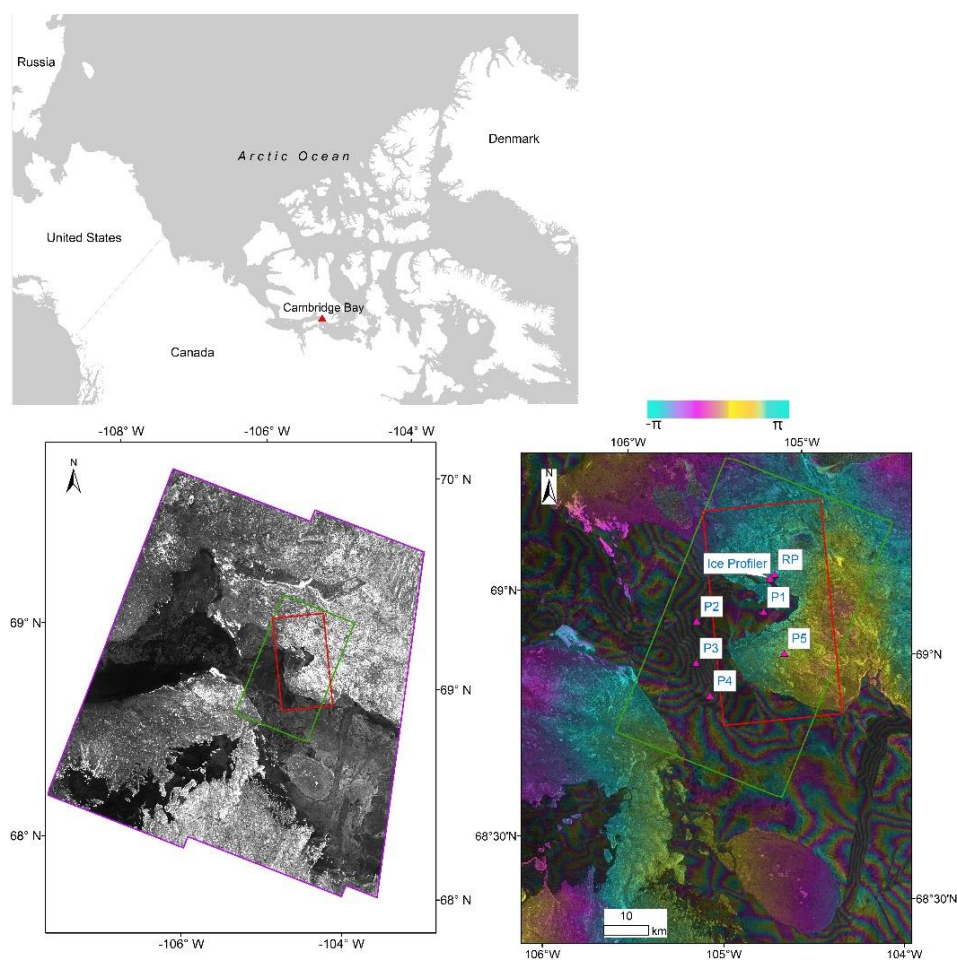 Russia
Denmark
Arctic Ocean
United States
Cambridge Bay
Canada
-π π
-108° W -106° W -104° W
N
70° N
69° N
69° N
68° N
68° N
-106° W -104° W
106°W 105°W
N
Ice Profiler RP
69°N
P1
P2
P5
P3
69°N
P4
68°30'N
68°30'N
10
km
106°W 105°W 104°W